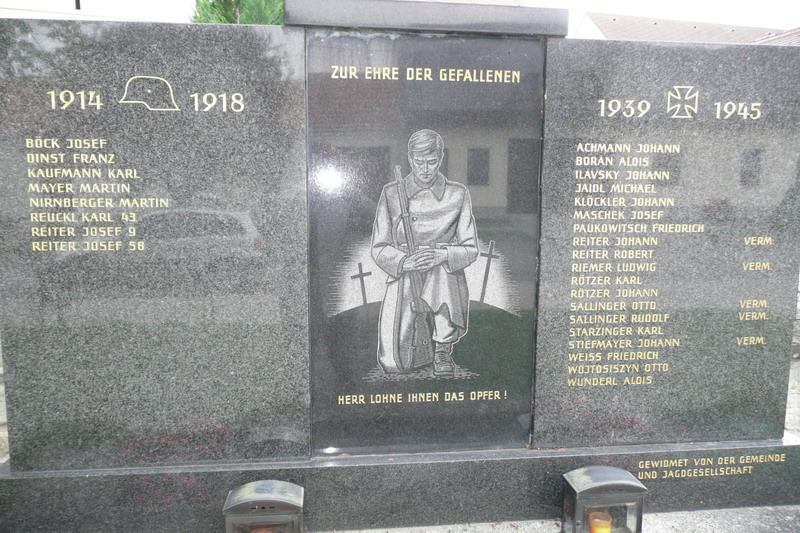 1914 1918
BÖCK JOSEF
DINST FRANZ
KAUFMANN KARL
MAYER MARTIN
NIRNBERGER MARTIN
REUCKL KARL 43
REITER JOSEF 9
REITER JOSEF 58
ZUR EHRE DER GEFALLENEN
HERR LOHNE IHNEN DAS OPFER!
1939 1945
ACHMANN JOHANN
BORAN ALOIS
ILAVSKY JOHANN
JAIDL MICHAEL
KLÖCKLER JOHANN
MASCHEK JOSEF
PAUKOWITSCH FRIEDRICH
REITER JOHANN VERM.
REITER ROBERT
RIEMER LUDWIG VERM.
RÖTZER KARL
RÖTZER JOHANN
SALLINGER OTTO VERM.
SALLINGER RUDOLF VERM.
STARZINGER KARL
STIEFMAYER JOHANN VERM.
WEISS FRIEDRICH
WOJTOSISZYN OTTO
WUNDERL ALOIS
GEWIDMET VON DER GEMEINDE
UND JAGDGESELLSCHAFT